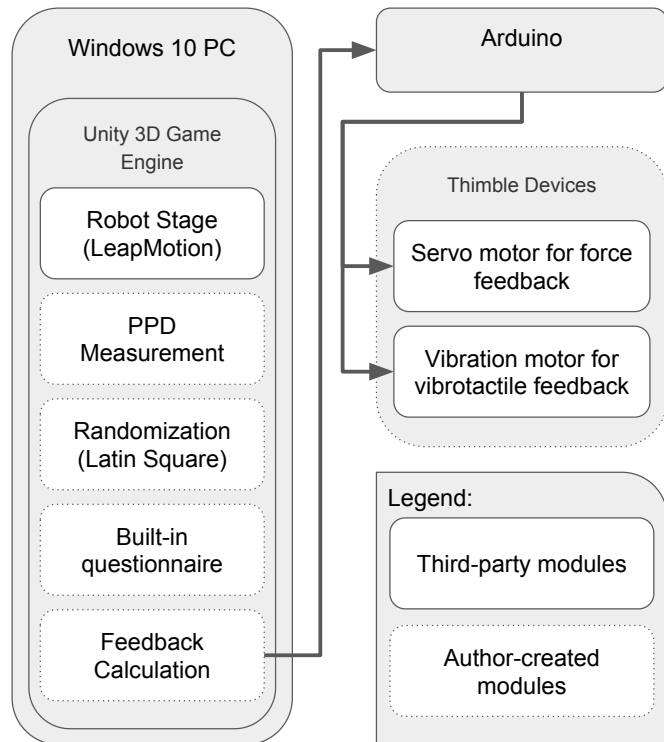 Windows 10 PC
Unity 3D Game
Engine
Robot Stage
(LeapMotion)
PPD
Measurement
Randomization
(Latin Square)
Built-in
questionnaire
Feedback
Calculation
Arduino
Thimble Devices
Servo motor for force
feedback
Vibration motor for
vibrotactile feedback
Legend:
Third-party modules
Author-created
modules